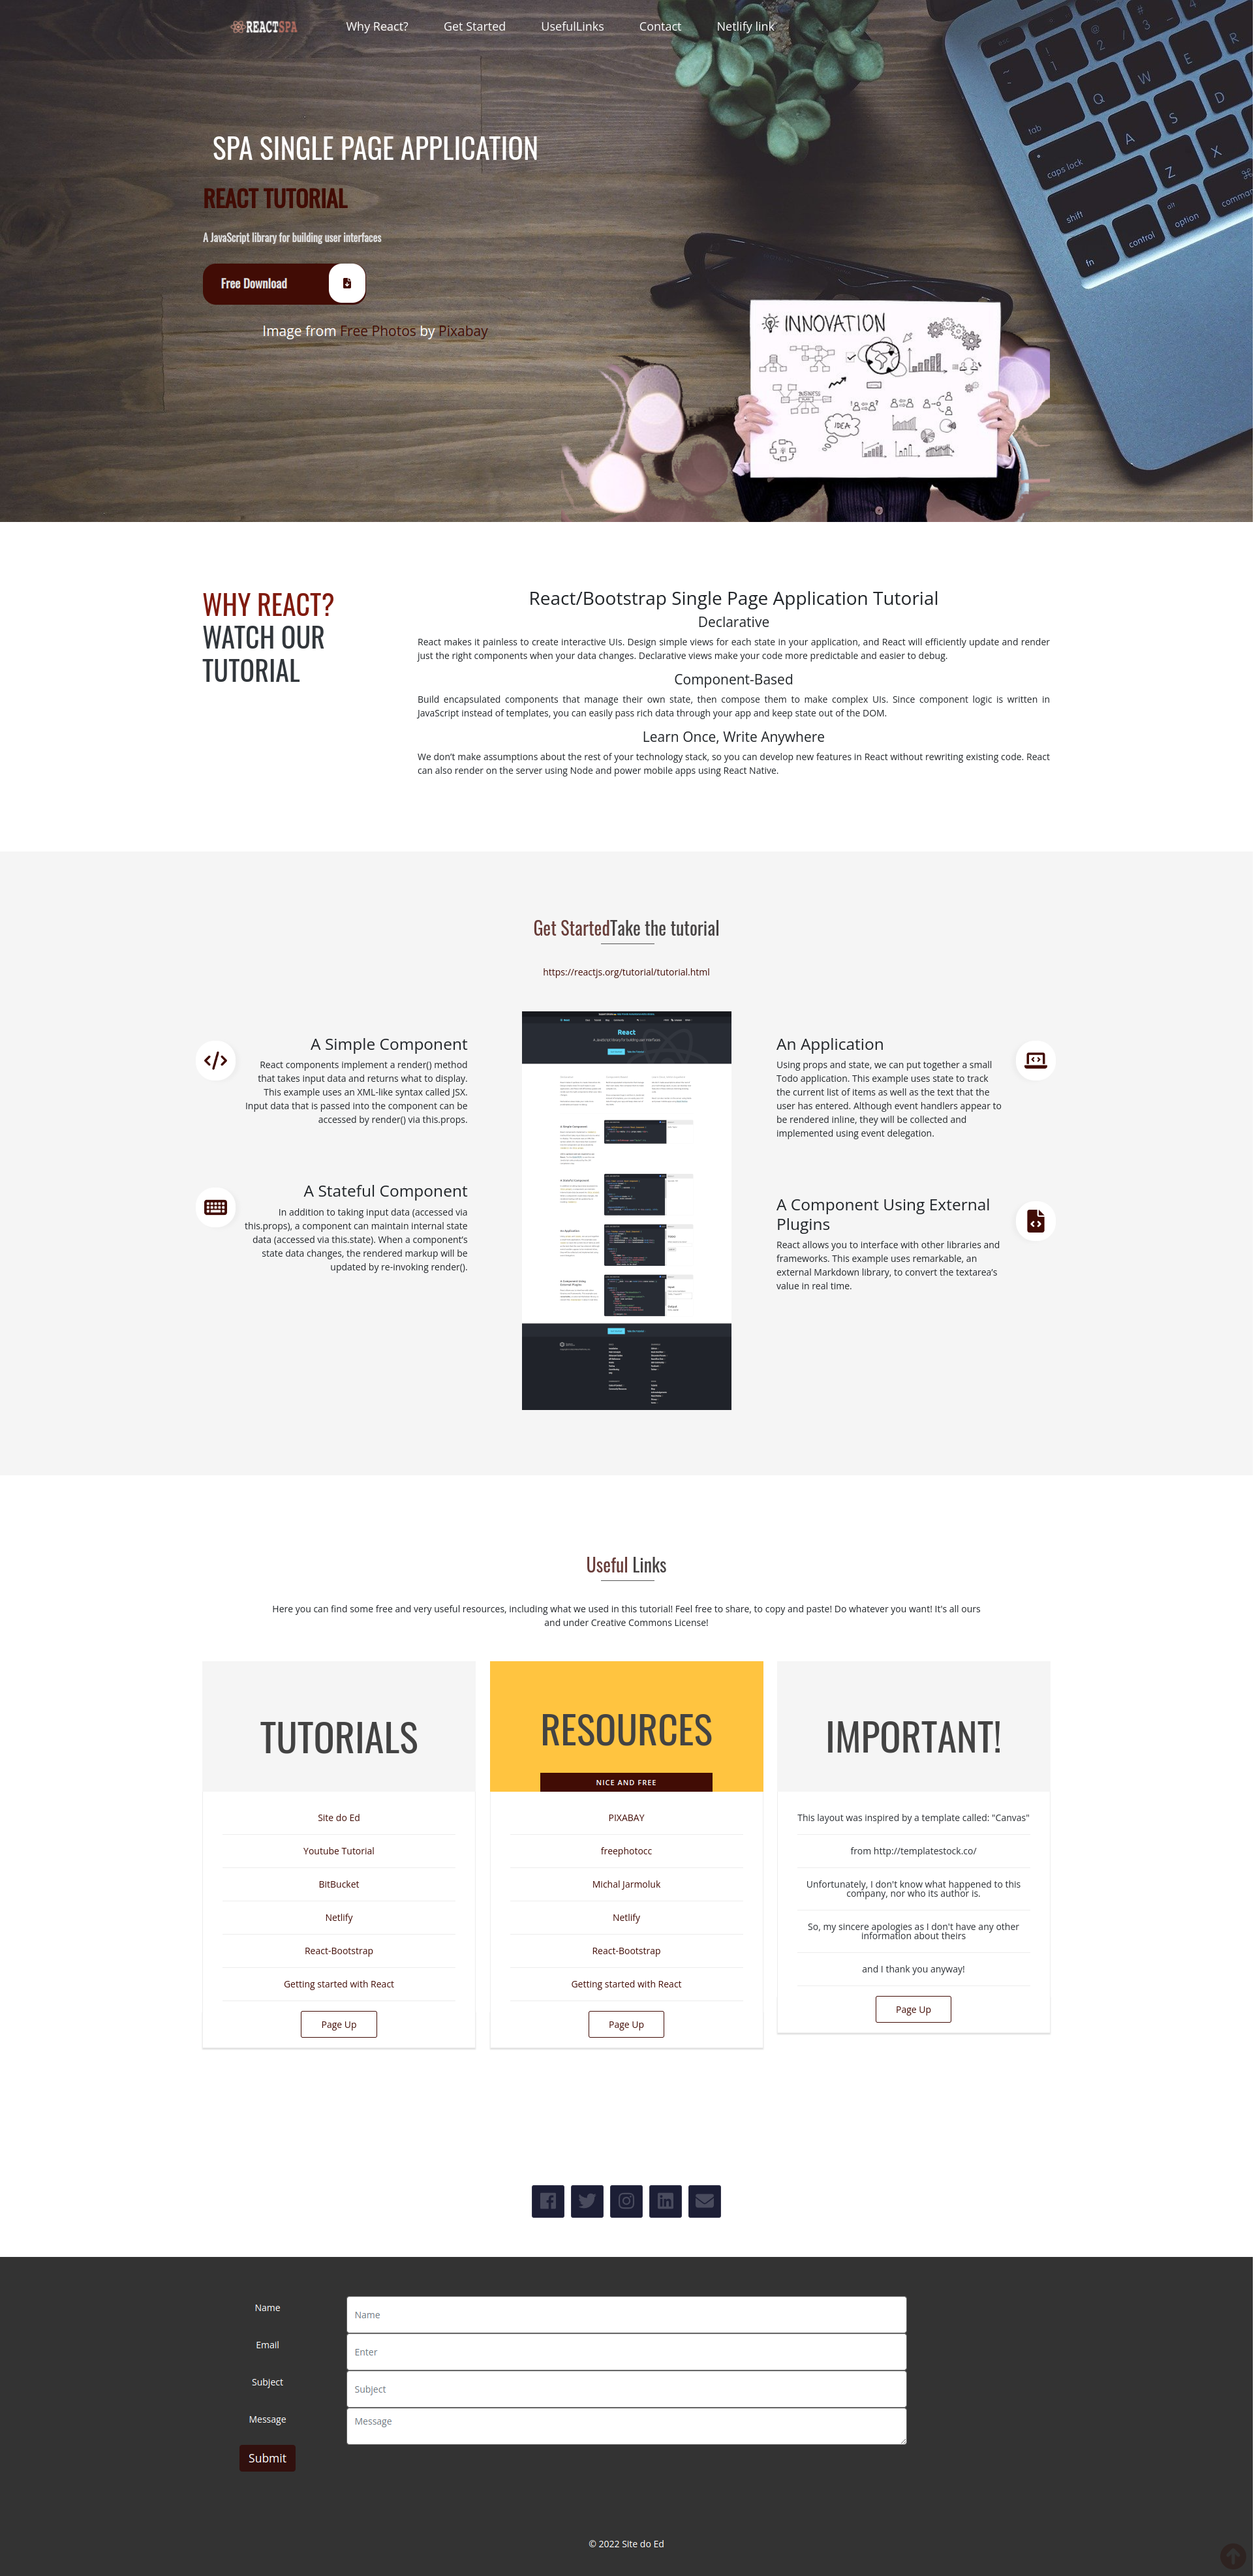 REACTSPA
Why React?
Get Started
UsefulLinks
Contact
Netlify link
SPA SINGLE PAGE APPLICATION
REACT TUTORIAL
A JavaScript library for building user interfaces
Free Download
Image from Free Photos by Pixabay
INNOVATION
BUSINESS
IDEA
tab
caps lock
shift
fn
control
option
alt
Q
W
E
A
S
D
Z
X
WHY REACT?
WATCH OUR
TUTORIAL
React/Bootstrap Single Page Application Tutorial
Declarative
React makes it painless to create interactive UIs. Design simple views for each state in your application, and React will efficiently update and render
just the right components when your data changes. Declarative views make your code more predictable and easier to debug.
Component-Based
Build encapsulated components that manage their own state, then compose them to make complex UIs. Since component logic is written in
JavaScript instead of templates, you can easily pass rich data through your app and keep state out of the DOM.
Learn Once, Write Anywhere
We don’t make assumptions about the rest of your technology stack, so you can develop new features in React without rewriting existing code. React
can also render on the server using Node and power mobile apps using React Native.
Get StartedTake the tutorial
https://reactjs.org/tutorial/tutorial.html
A Simple Component
React components implement a render() method
that takes input data and returns what to display.
This example uses an XML-like syntax called JSX.
Input data that is passed into the component can be
accessed by render() via this.props.
A Stateful Component
In addition to taking input data (accessed via
this.props), a component can maintain internal state
data (accessed via this.state). When a component’s
state data changes, the rendered markup will be
updated by re-invoking render().
React
An Application
Using props and state, we can put together a small
Todo application. This example uses state to track
the current list of items as well as the text that the
user has entered. Although event handlers appear to
be rendered inline, they will be collected and
implemented using event delegation.
A Component Using External
Plugins
React allows you to interface with other libraries and
frameworks. This example uses remarkable, an
external Markdown library, to convert the textarea’s
value in real time.
Useful Links
Here you can find some free and very useful resources, including what we used in this tutorial! Feel free to share, to copy and paste! Do whatever you want! It's all ours
and under Creative Commons License!
TUTORIALS
Site do Ed
Youtube Tutorial
BitBucket
Netlify
React-Bootstrap
Getting started with React
Page Up
RESOURCES
NICE AND FREE
PIXABAY
freephotocc
Michal Jarmoluk
Netlify
React-Bootstrap
Getting started with React
Page Up
IMPORTANT!
This layout was inspired by a template called: "Canvas"
from http://templatestock.co/
Unfortunately, I don't know what happened to this
company, nor who its author is.
So, my sincere apologies as I don't have any other
information about theirs
and I thank you anyway!
Page Up
Name
Name
Email
Enter
Subject
Subject
Message
Message
Submit
© 2022 Site do Ed